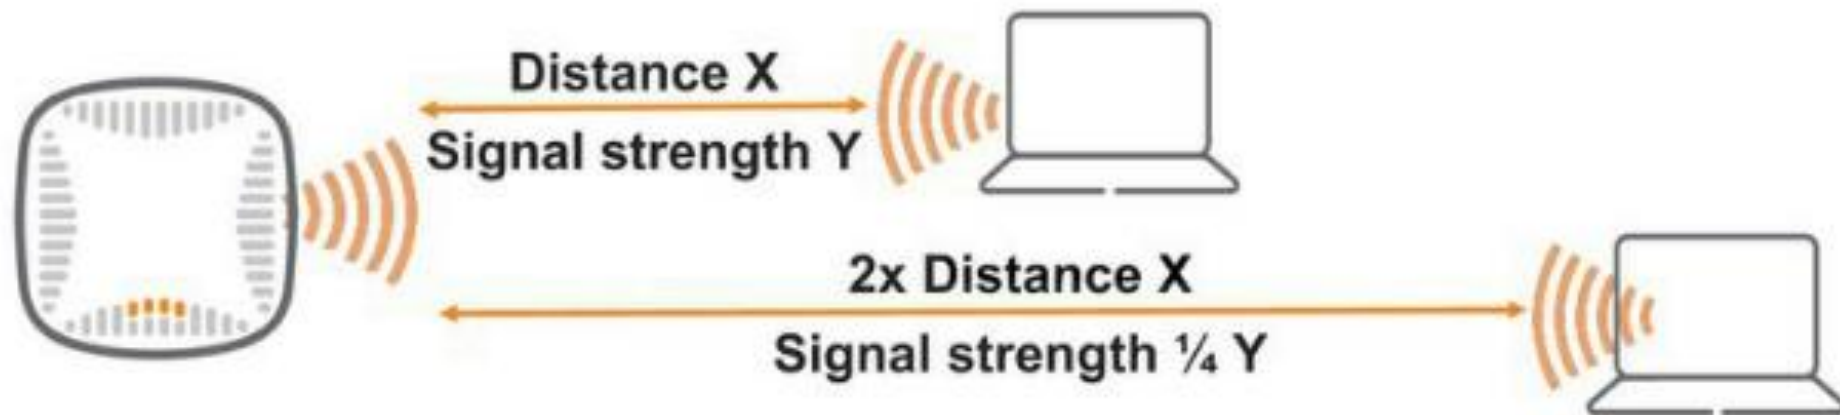 Distance X
Signal strength Y
2x Distance X
Signal strength ¼ Y